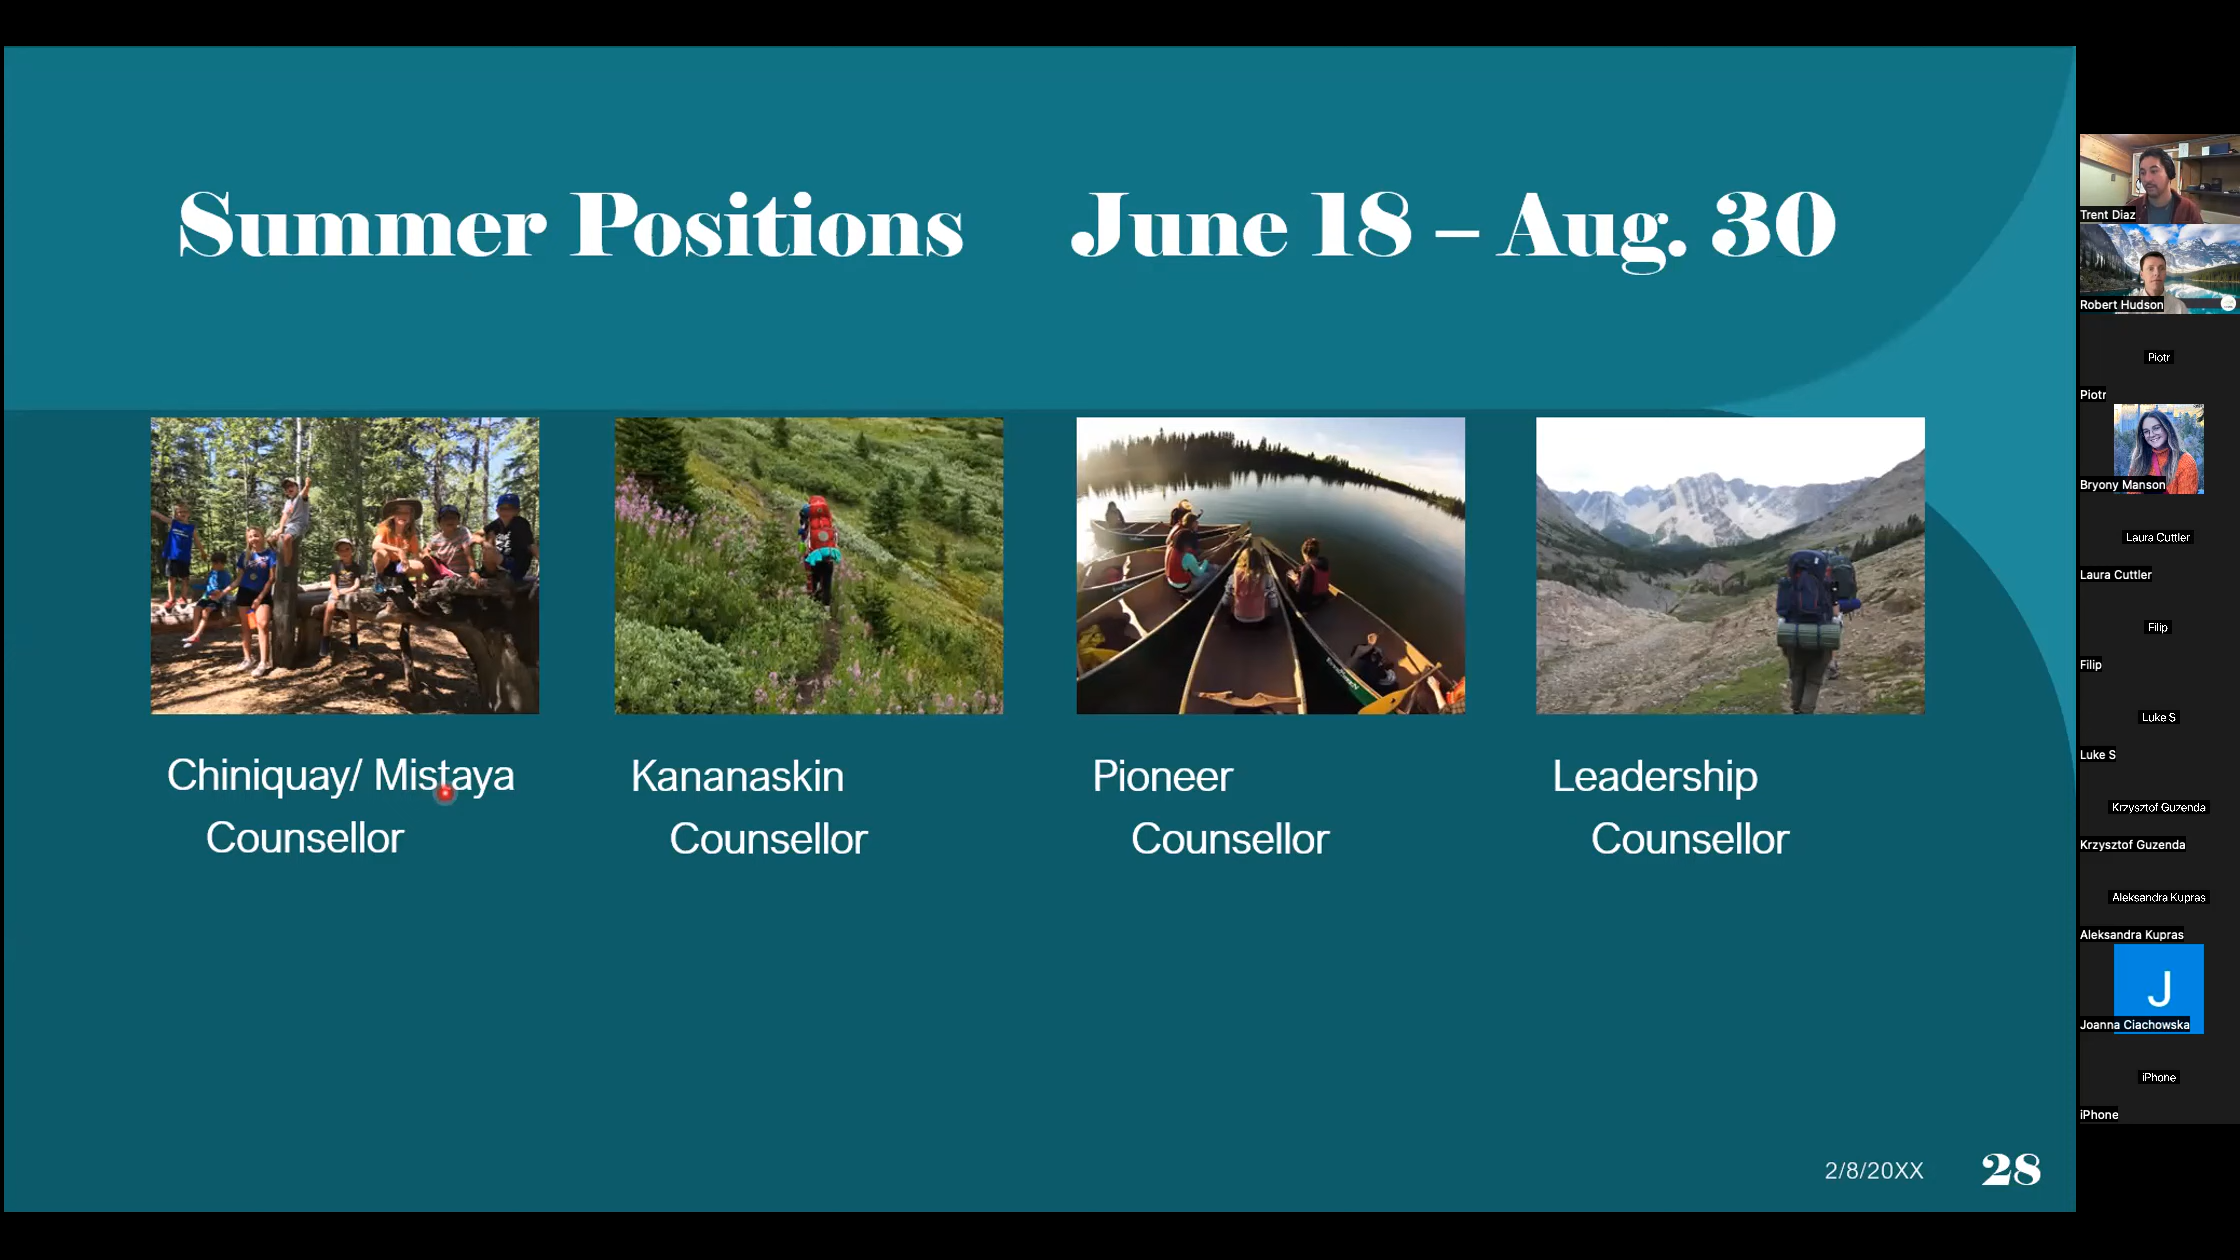 Summer Positions June 18 – Aug. 30
Chiniquay/ Mistaya
Counsellor
Kananaskin
Counsellor
Pioneer
Counsellor
Leadership
Counsellor
2/8/20XX
28
Trent Diaz
Robert Hudson
Piotr
Piotr
Bryony Manson
Laura Cuttler
Laura Cuttler
Filip
Filip
Luke S
Luke S
Krzysztof Guzenda
Krzysztof Guzenda
Aleksandra Kupras
Aleksandra Kupras
J
Joanna Ciachowska
iPhone
iPhone